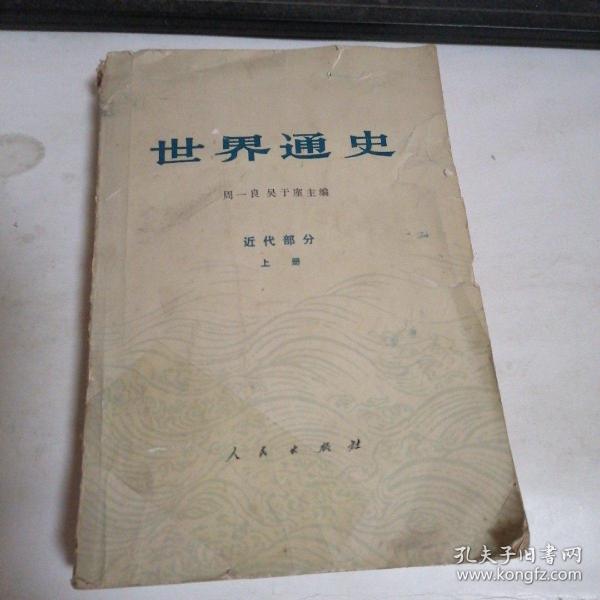 世界通史
周一良 吴于廑主编
近代部分
上 册
人民出版社
孔夫子旧书网
www.kongfz.com